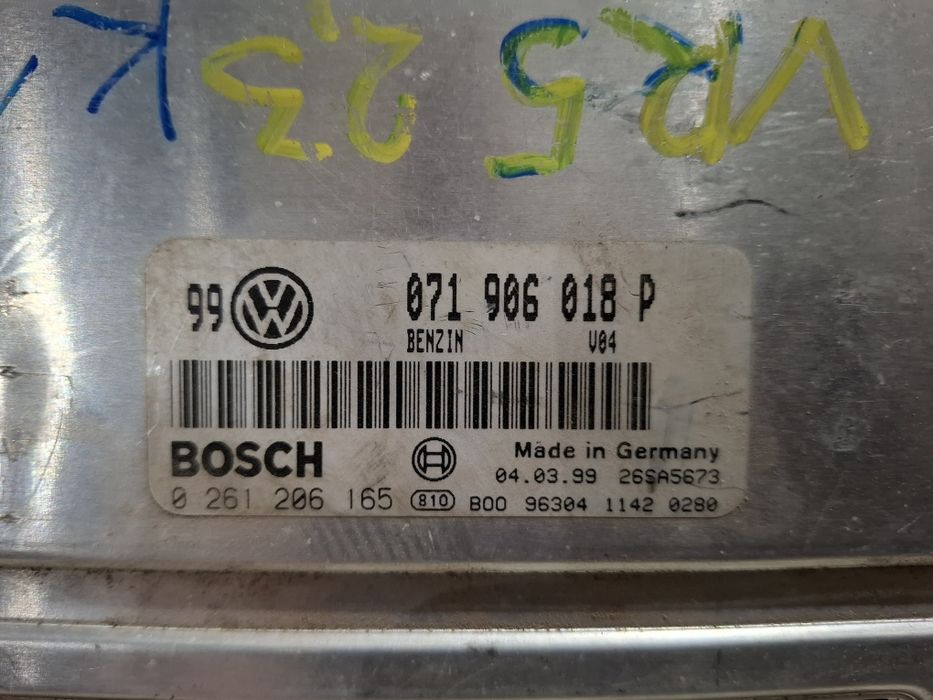 VR5 2,3 K
99 VW 071 906 018 P
BENZIN V04
BOSCH Made in Germany
04.03.99 26SA5673
0 261 206 165 810 B00 96304 1142 0280